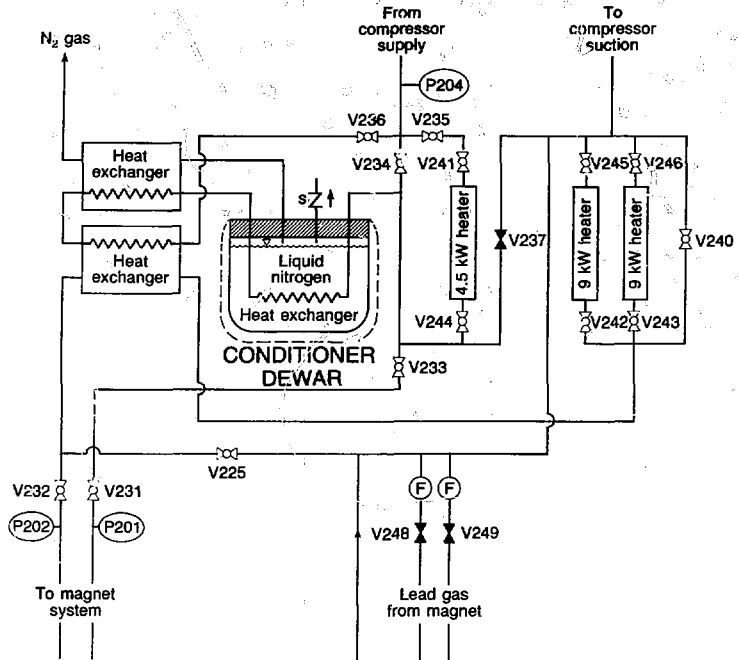 From
compressor
supply
To
compressor
suction
N₂ gas
P204
V236
V235
V234
V241
V245
V246
Heat
exchanger
Heat
exchanger
S
Liquid
nitrogen
Heat exchanger
CONDITIONER
DEWAR
4.5 kW heater
V237
9 kW heater
9 kW heater
V240
V244
V242
V243
V233
V225
V232
V231
F
F
P202
P201
V248
V249
To magnet
system
Lead gas
from magnet